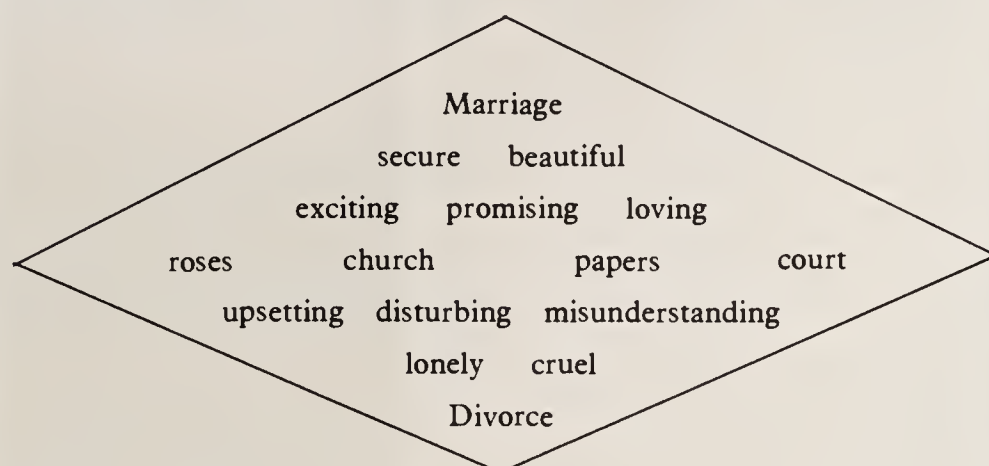 Marriage
secure beautiful
exciting promising loving
roses church papers court
upsetting disturbing misunderstanding
lonely cruel
Divorce